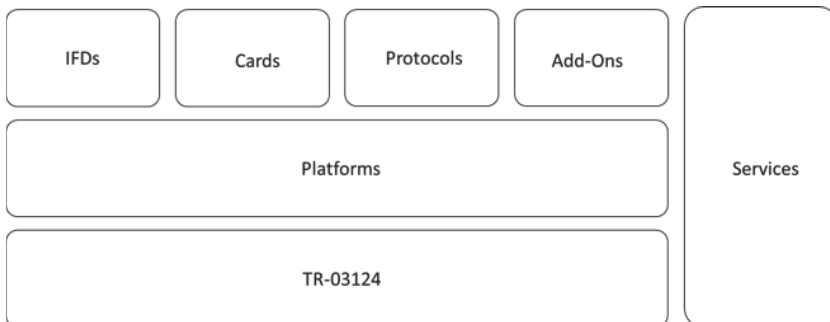 IFDs
Cards
Protocols
Add-Ons
Platforms
Services
TR-03124